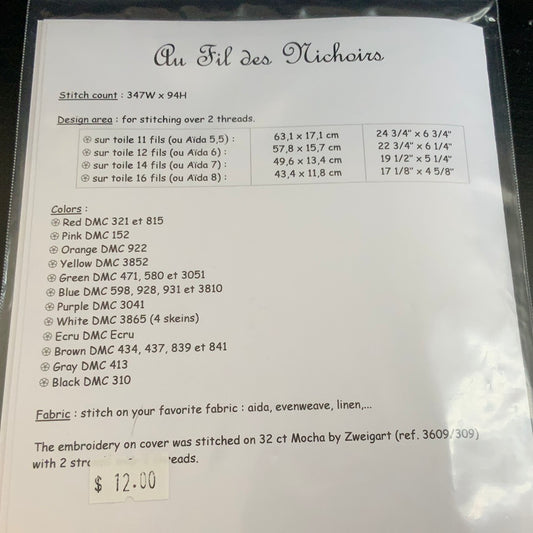 Au Fil des Nichoirs
Stitch count : 347W x 94H
Design area : for stitching over 2 threads.
sur toile 11 fils (ou Aïda 5,5) : 63,1 x 17,1 cm 24 3/4" x 6 3/4"
sur toile 12 fils (ou Aïda 6) : 57,8 x 15,7 cm 22 3/4" x 6 1/4"
sur toile 14 fils (ou Aïda 7) : 49,6 x 13,4 cm 19 1/2" x 5 1/4"
sur toile 16 fils (ou Aïda 8) : 43,4 x 11,8 cm 17 1/8" x 4 5/8"
Colors :
Red DMC 321 et 815
Pink DMC 152
Orange DMC 922
Yellow DMC 3852
Green DMC 471, 580 et 3051
Blue DMC 598, 928, 931 et 3810
Purple DMC 3041
White DMC 3865 (4 skeins)
Ecru DMC Ecru
Brown DMC 434, 437, 839 et 841
Gray DMC 413
Black DMC 310
Fabric : stitch on your favorite fabric : aida, evenweave, linen,...
The embroidery on cover was stitched on 32 ct Mocha by Zweigart (ref. 3609/309)
with 2
$ 12.00